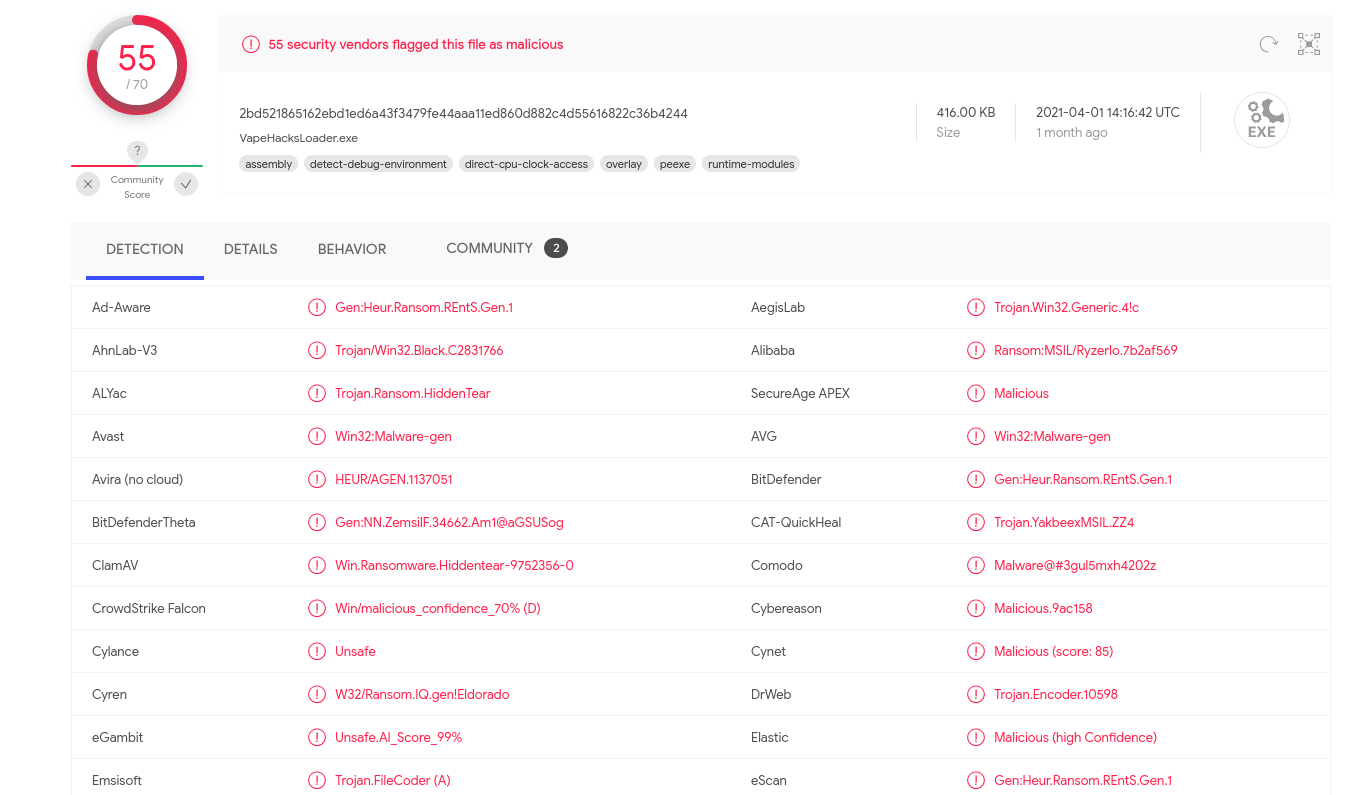 55
/ 70
?
Community
Score
55 security vendors flagged this file as malicious
2bd521865162ebd1ed6a43f3479fe44aaa11ed860d882c4d55616822c36b4244
VapeHacksLoader.exe
assembly detect-debug-environment direct-cpu-clock-access overlay peexe runtime-modules
416.00 KB
Size
2021-04-01 14:16:42 UTC
1 month ago
EXE
DETECTION DETAILS BEHAVIOR COMMUNITY 2
Ad-Aware Gen:Heur.Ransom.REntS.Gen.1 AegisLab Trojan.Win32.Generic.4!c
AhnLab-V3 Trojan/Win32.Black.C2831766 Alibaba Ransom:MSIL/Ryzerlo.7b2af569
ALYac Trojan.Ransom.HiddenTear SecureAge APEX Malicious
Avast Win32:Malware-gen AVG Win32:Malware-gen
Avira (no cloud) HEUR/AGEN.1137051 BitDefender Gen:Heur.Ransom.REntS.Gen.1
BitDefenderTheta Gen:NN.ZemsilF.34662.Am1@aGSUSog CAT-QuickHeal Trojan.YakbeexMSIL.ZZ4
ClamAV Win.Ransomware.Hiddentear-9752356-0 Comodo Malware@#3gul5mxh4202z
CrowdStrike Falcon Win/malicious_confidence_70% (D) Cybereason Malicious.9ac158
Cylance Unsafe Cynet Malicious (score: 85)
Cyren W32/Ransom.IQ.gen!Eldorado DrWeb Trojan.Encoder.10598
eGambit Unsafe.AI_Score_99% Elastic Malicious (high Confidence)
Emsisoft Trojan.FileCoder (A) eScan Gen:Heur.Ransom.REntS.Gen.1